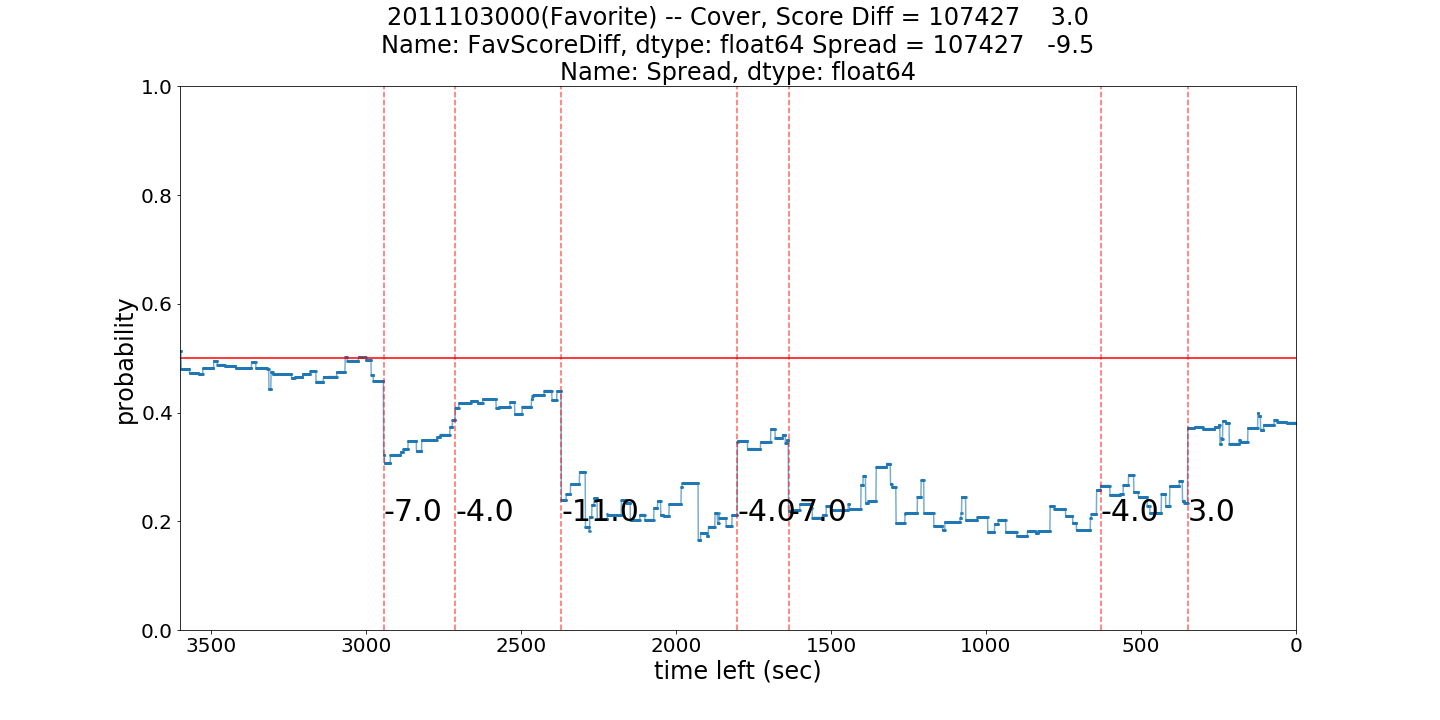 2011103000(Favorite) -- Cover, Score Diff = 107427    3.0
Name: FavScoreDiff, dtype: float64 Spread = 107427   -9.5
Name: Spread, dtype: float64
1.0
0.8
0.6
0.4
0.2
0.0
probability
-7.0 -4.0 -11.0 -4.0 -7.0 -4.0 3.0
3500 3000 2500 2000 1500 1000 500 0
time left (sec)